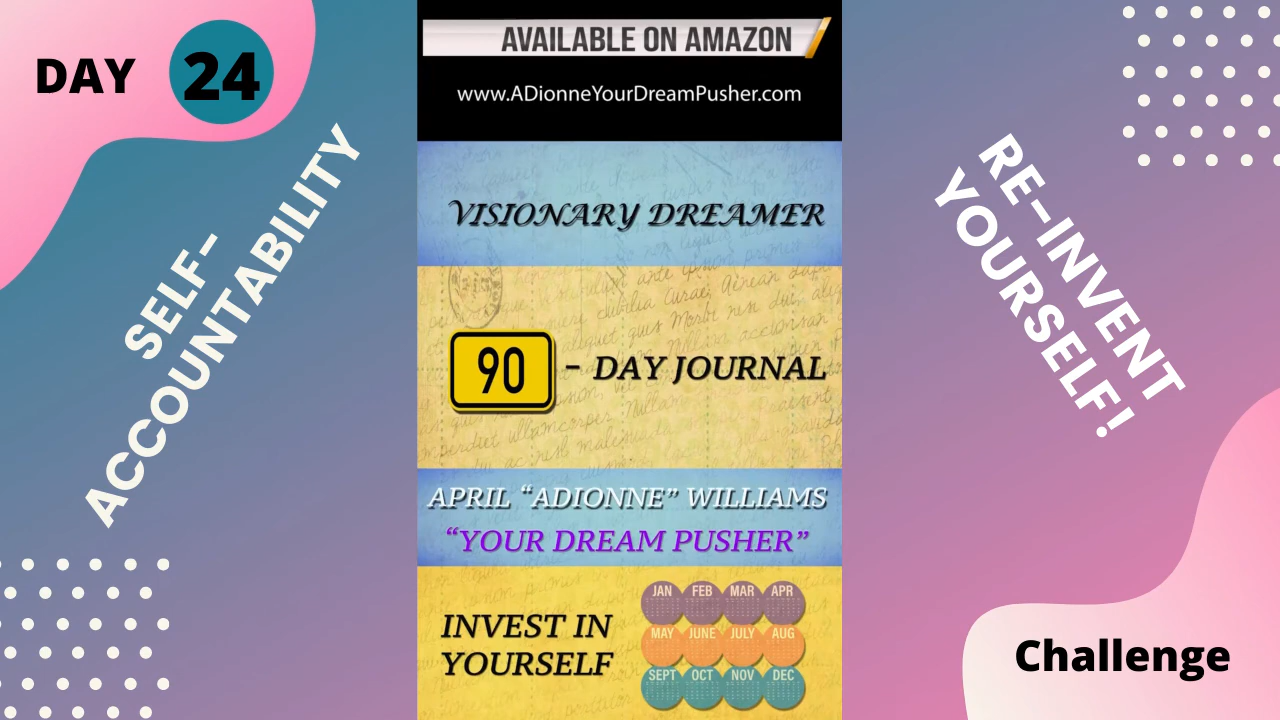 DAY 24
SELF-
ACCOUNTABILITY
AVAILABLE ON AMAZON
www.ADionneYourDreamPusher.com
VISIONARY DREAMER
90 - DAY JOURNAL
APRIL “ADIONNE” WILLIAMS
“YOUR DREAM PUSHER”
INVEST IN
YOURSELF
JAN FEB MAR APR
MAY JUNE JULY AUG
SEPT OCT NOV DEC
RE-INVENT
YOURSELF!
Challenge